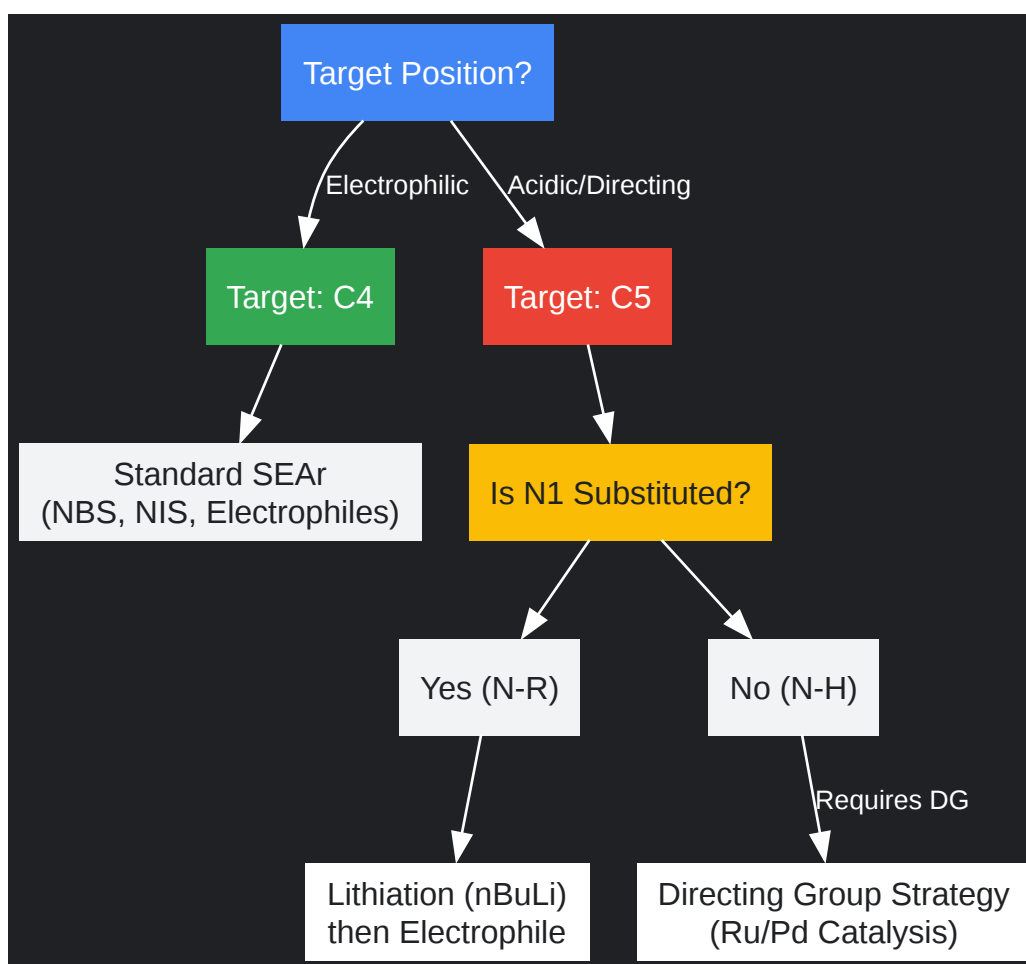 Target Position?
Electrophilic
Acidic/Directing
Target: C4
Target: C5
Standard SEAr
(NBS, NIS, Electrophiles)
Is N1 Substituted?
Yes (N-R)
No (N-H)
Requires DG
Lithiation (nBuLi)
then Electrophile
Directing Group Strategy
(Ru/Pd Catalysis)